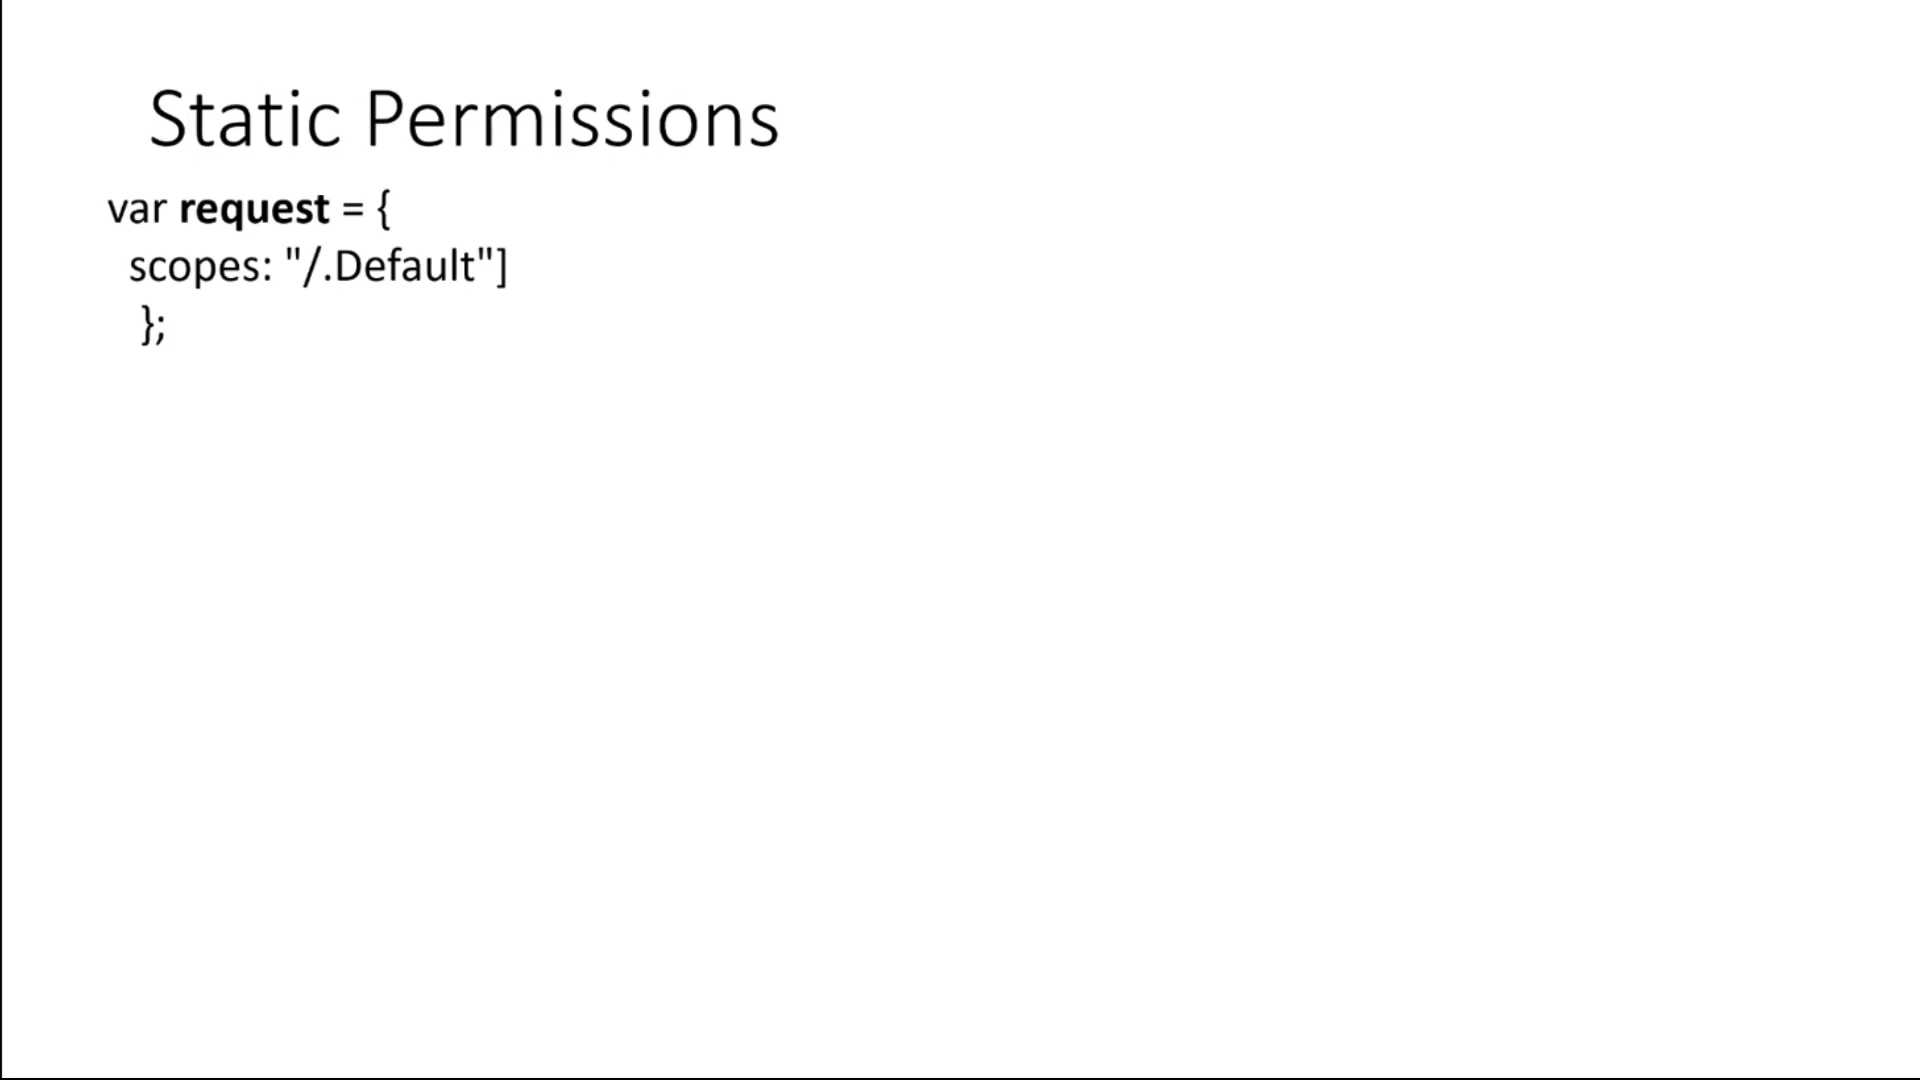 Static Permissions
var request = {
scopes: "/.Default"]
};